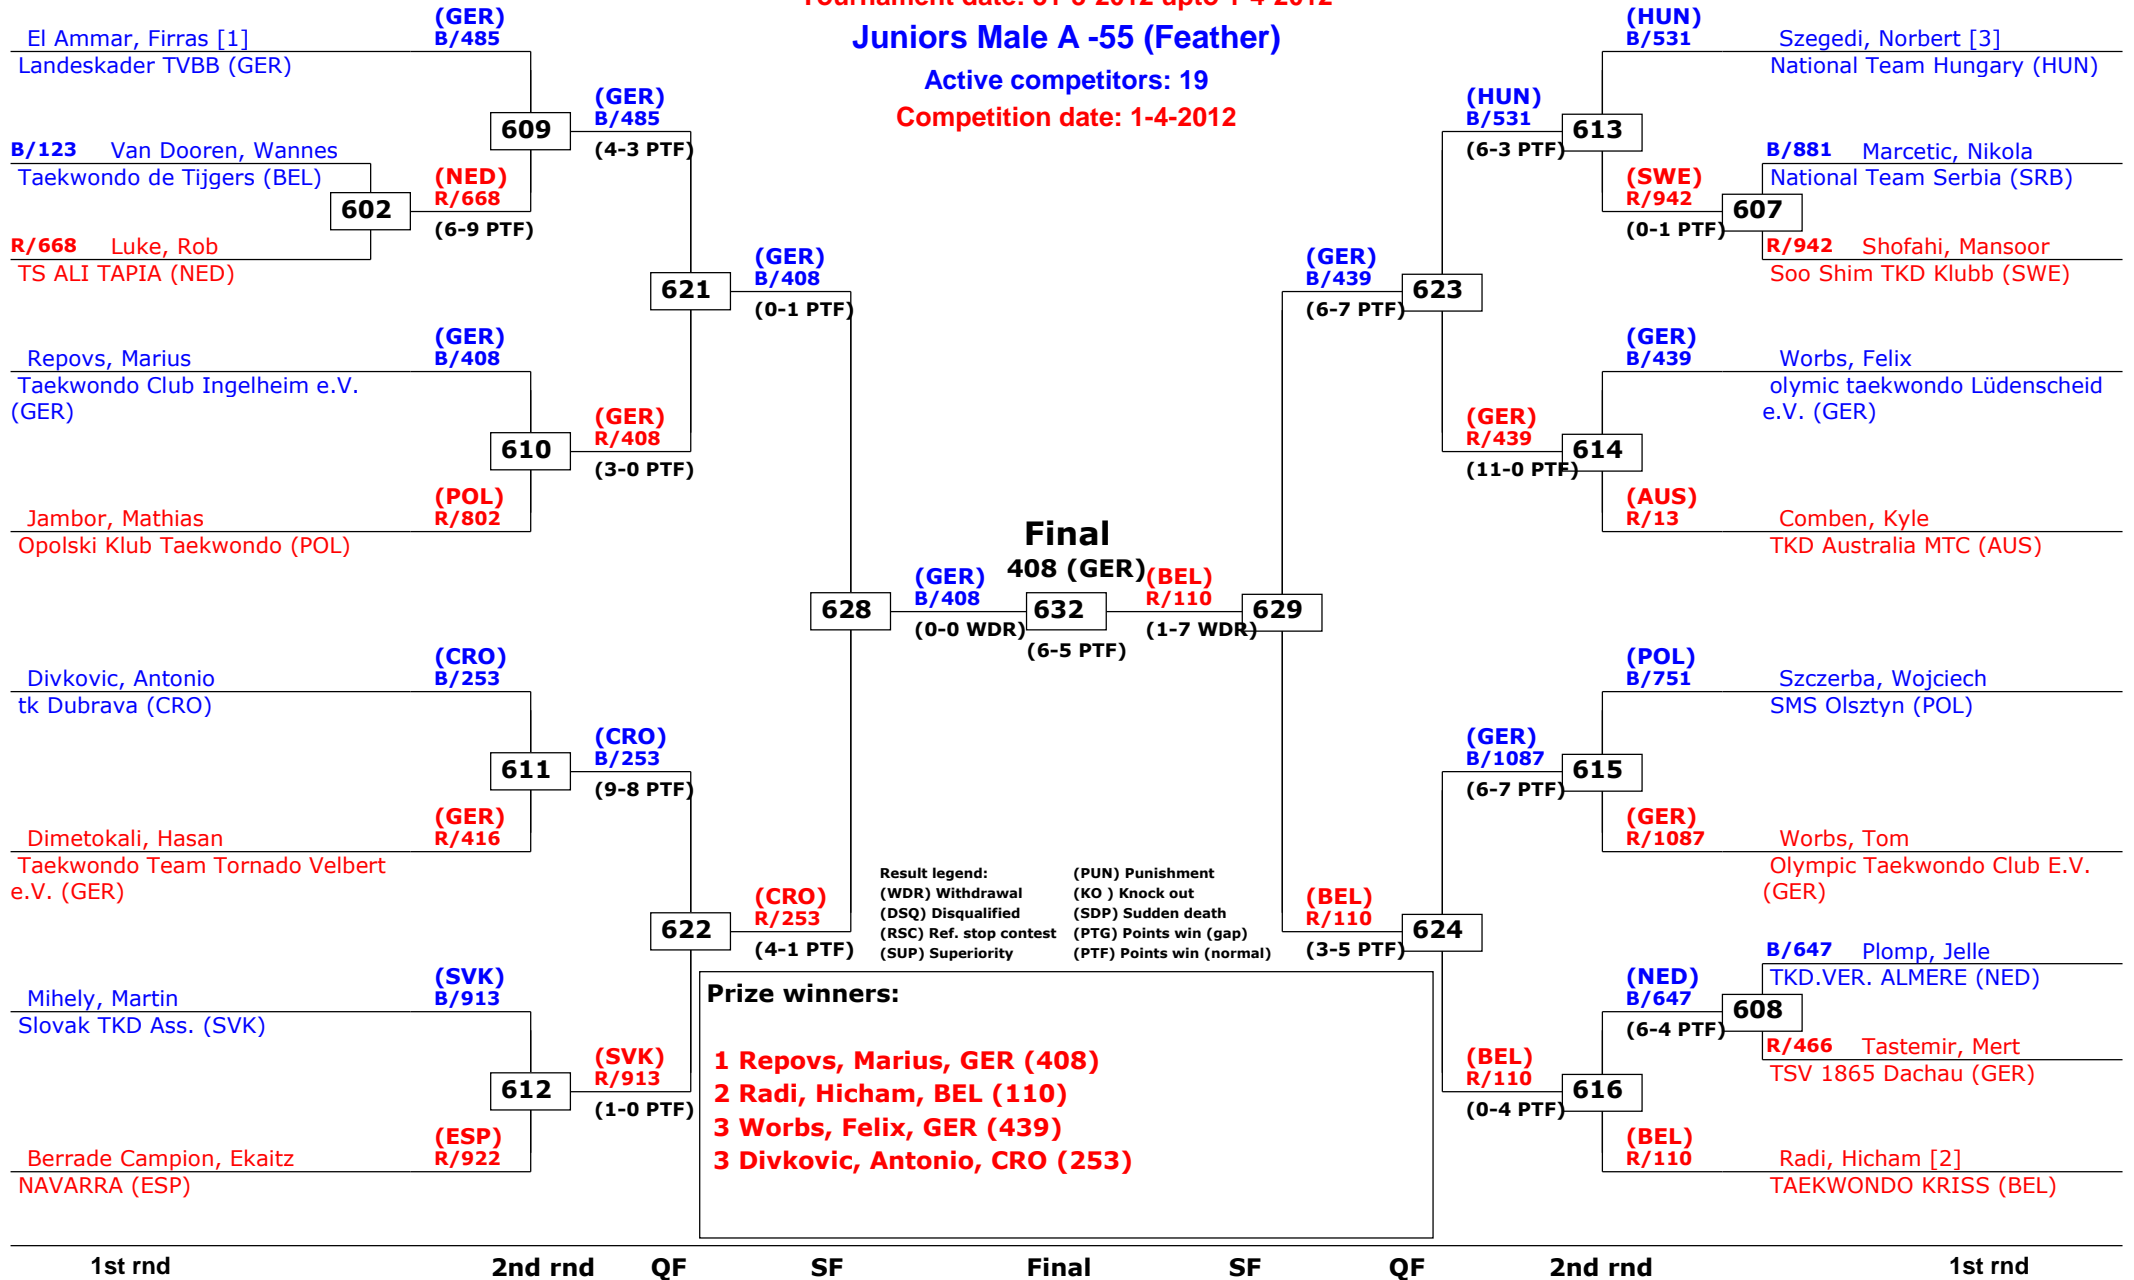 Tournament date: 31-3-2012 upto 1-4-2012
Juniors Male A -55 (Feather)
Active competitors: 19
Competition date: 1-4-2012
El Ammar, Firras [1]
(GER)
B/485
Landeskader TVBB (GER)
609
(GER)
B/485
(4-3 PTF)
B/123 Van Dooren, Wannes
Taekwondo de Tijgers (BEL)
602
(NED)
R/668
(6-9 PTF)
R/668 Luke, Rob
TS ALI TAPIA (NED)
621
(GER)
B/408
(0-1 PTF)
Repovs, Marius
(GER)
B/408
Taekwondo Club Ingelheim e.V.
(GER)
610
(GER)
R/408
(3-0 PTF)
Jambor, Mathias
(POL)
R/802
Opolski Klub Taekwondo (POL)
628
(GER)
B/408
(0-0 WDR)
Divkovic, Antonio
(CRO)
B/253
tk Dubrava (CRO)
611
(CRO)
B/253
(9-8 PTF)
Dimetokali, Hasan
(GER)
R/416
Taekwondo Team Tornado Velbert
e.V. (GER)
622
(CRO)
R/253
(4-1 PTF)
Mihely, Martin
(SVK)
B/913
Slovak TKD Ass. (SVK)
612
(SVK)
R/913
(1-0 PTF)
Berrade Campion, Ekaitz
(ESP)
R/922
NAVARRA (ESP)
Final
408 (GER)
632
(6-5 PTF)
(BEL)
R/110
(1-7 WDR)
629
(HUN)
B/531
Szegedi, Norbert [3]
National Team Hungary (HUN)
(HUN)
B/531
(6-3 PTF)
613
B/881 Marcetic, Nikola
National Team Serbia (SRB)
(SWE)
R/942
(0-1 PTF)
607
R/942 Shofahi, Mansoor
Soo Shim TKD Klubb (SWE)
(GER)
B/439
(6-7 PTF)
623
(GER)
B/439
Worbs, Felix
olymic taekwondo Lüdenscheid
e.V. (GER)
(GER)
R/439
(11-0 PTF)
614
(AUS)
R/13
Comben, Kyle
TKD Australia MTC (AUS)
(POL)
B/751
Szczerba, Wojciech
SMS Olsztyn (POL)
(GER)
B/1087
(6-7 PTF)
615
(GER)
R/1087
Worbs, Tom
Olympic Taekwondo Club E.V.
(GER)
(BEL)
R/110
(3-5 PTF)
624
B/647 Plomp, Jelle
TKD.VER. ALMERE (NED)
(NED)
B/647
(6-4 PTF)
608
R/466 Tastemir, Mert
TSV 1865 Dachau (GER)
(BEL)
R/110
(0-4 PTF)
616
(BEL)
R/110
Radi, Hicham [2]
TAEKWONDO KRISS (BEL)
Result legend:
(WDR) Withdrawal
(DSQ) Disqualified
(RSC) Ref. stop contest
(SUP) Superiority
(PUN) Punishment
(KO ) Knock out
(SDP) Sudden death
(PTG) Points win (gap)
(PTF) Points win (normal)
Prize winners:
1 Repovs, Marius, GER (408)
2 Radi, Hicham, BEL (110)
3 Worbs, Felix, GER (439)
3 Divkovic, Antonio, CRO (253)
1st rnd 2nd rnd QF SF Final SF QF 2nd rnd 1st rnd